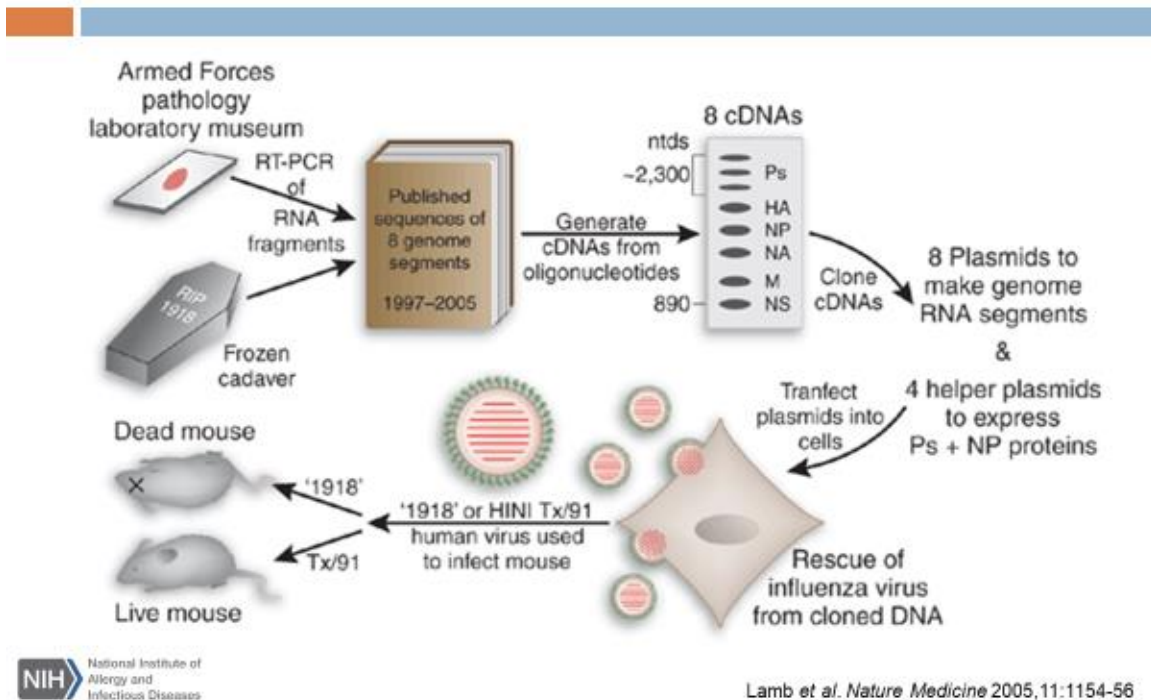 Armed Forces
pathology
laboratory museum
RT-PCR
of
RNA
fragments
RIP
1918
Frozen
cadaver
Published
sequences of
8 genome
segments
1997–2005
Generate
cDNAs from
oligonucleotides
8 cDNAs
ntds
~2,300
890
Ps
HA
NP
NA
M
NS
Clone
cDNAs
8 Plasmids to
make genome
RNA segments
&
4 helper plasmids
to express
Ps + NP proteins
Tranfect
plasmids into
cells
Rescue of
influenza virus
from cloned DNA
'1918' or HINI Tx/91
human virus used
to infect mouse
'1918'
Tx/91
Dead mouse
Live mouse
NIH
National Institute of
Allergy and
Infectious Diseases
Lamb et al. Nature Medicine 2005,11:1154-56